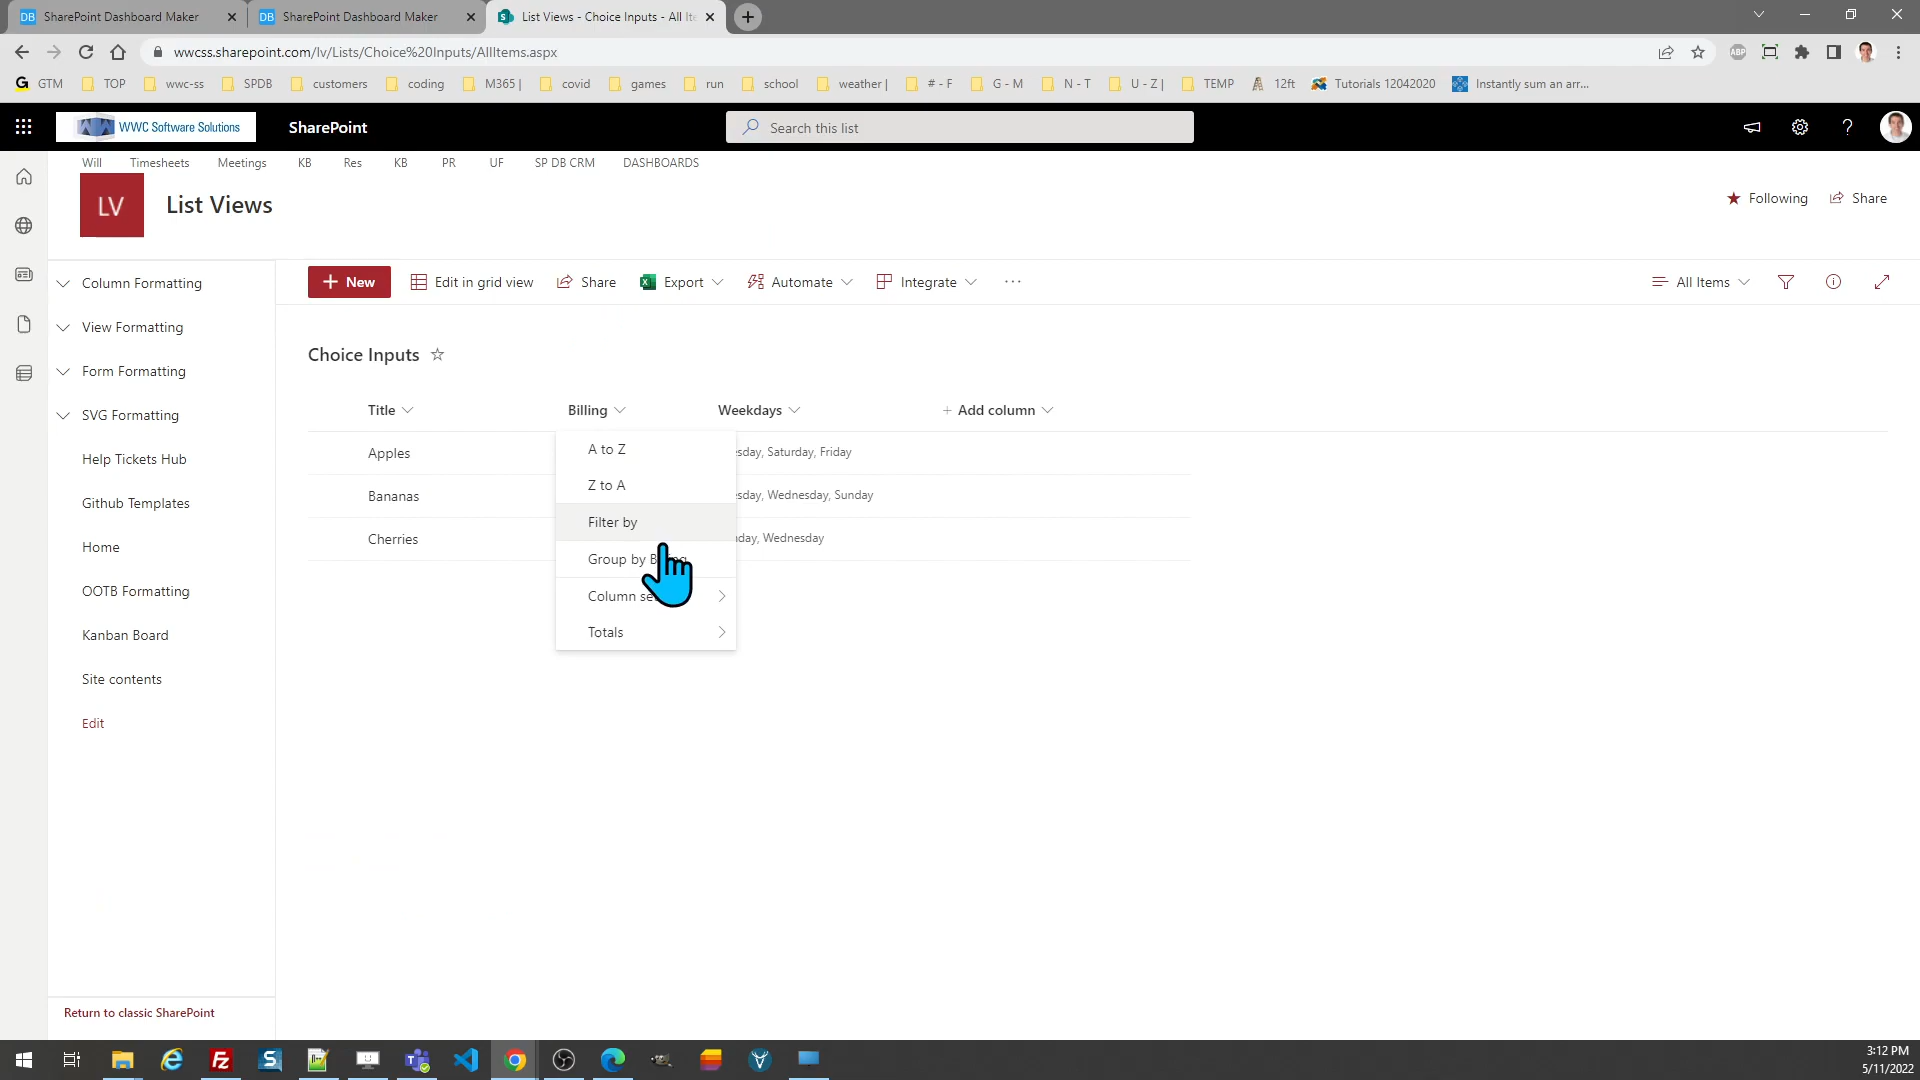 DB SharePoint Dashboard Maker
DB SharePoint Dashboard Maker
S List Views - Choice Inputs - All Ite
wwcss.sharepoint.com/lv/Lists/Choice%20Inputs/AllItems.aspx
ABP
G GTM TOP wwc-ss SPDB customers coding M365 | covid games run school weather | # - F G - M N - T U - Z | TEMP 12ft Tutorials 12042020 Instantly sum an arr...
WWC Software Solutions SharePoint Search this list ?
Will Timesheets Meetings KB Res KB PR UF SP DB CRM DASHBOARDS
LV List Views
Following Share
Column Formatting
View Formatting
Form Formatting
SVG Formatting
Help Tickets Hub
Github Templates
Home
OOTB Formatting
Kanban Board
Site contents
Edit
Return to classic SharePoint
+ New Edit in grid view Share Export Automate Integrate ... All Items
Choice Inputs
Title Billing Weekdays + Add column
Apples
Bananas
Cherries
A to Z
Z to A
Filter by
Group by B
Column se
Totals
sday, Saturday, Friday
sday, Wednesday, Sunday
day, Wednesday
3:12 PM
5/11/2022